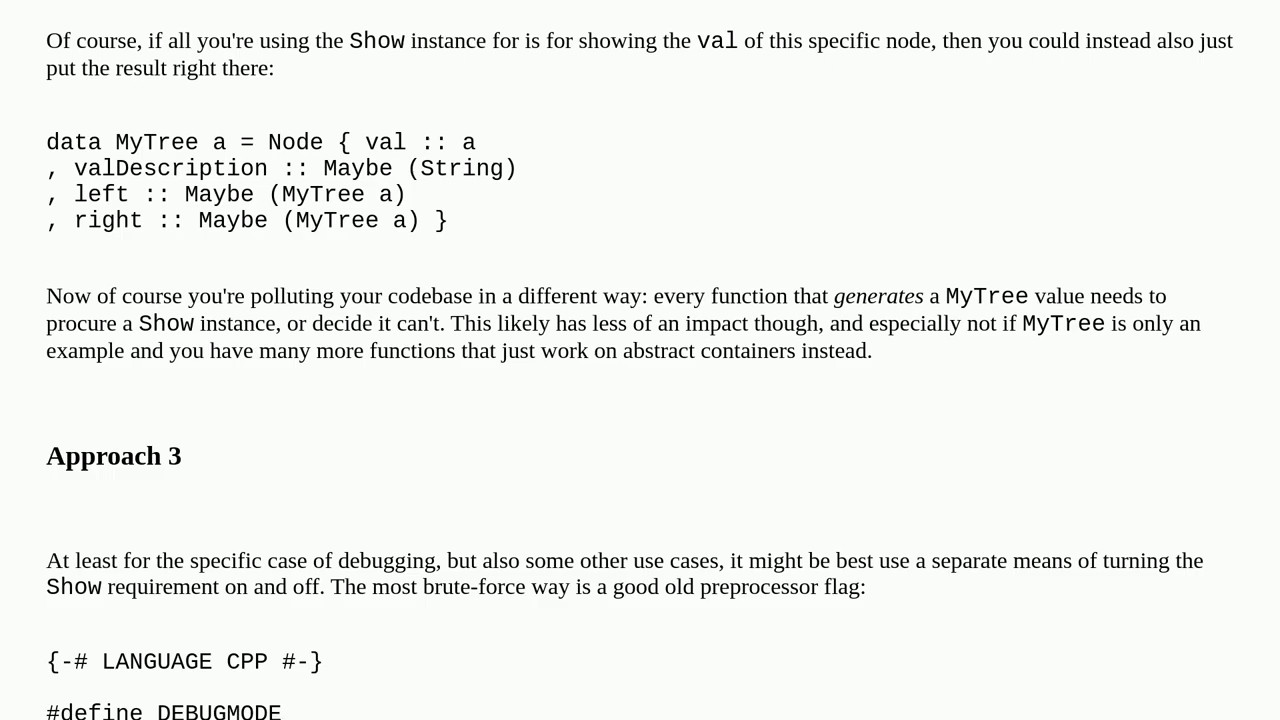 Of course, if all you're using the Show instance for is for showing the val of this specific node, then you could instead also just
put the result right there:
data MyTree a = Node { val :: a
, valDescription :: Maybe (String)
, left :: Maybe (MyTree a)
, right :: Maybe (MyTree a) }
Now of course you're polluting your codebase in a different way: every function that generates a MyTree value needs to
procure a Show instance, or decide it can't. This likely has less of an impact though, and especially not if MyTree is only an
example and you have many more functions that just work on abstract containers instead.
Approach 3
At least for the specific case of debugging, but also some other use cases, it might be best use a separate means of turning the
Show requirement on and off. The most brute-force way is a good old preprocessor flag:
{-# LANGUAGE CPP #-}
#define DEBUGMODE